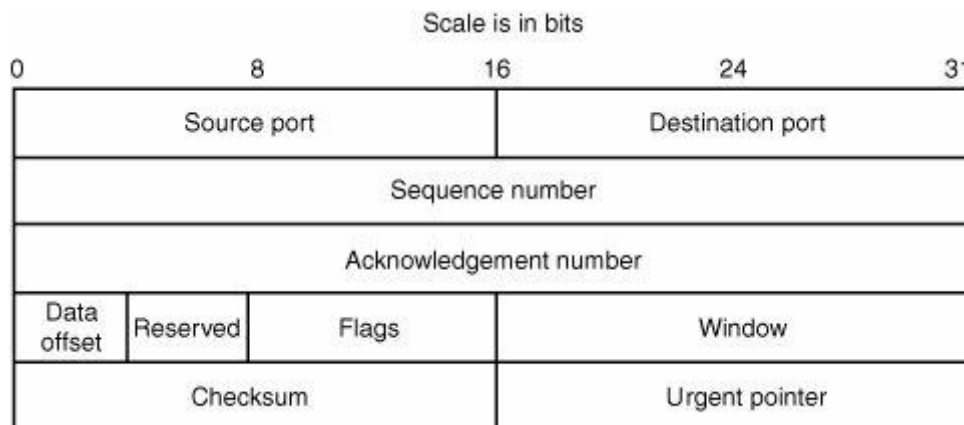 Scale is in bits
0 8 16 24 31
Source port Destination port
Sequence number
Acknowledgement number
Data offset Reserved Flags Window
Checksum Urgent pointer